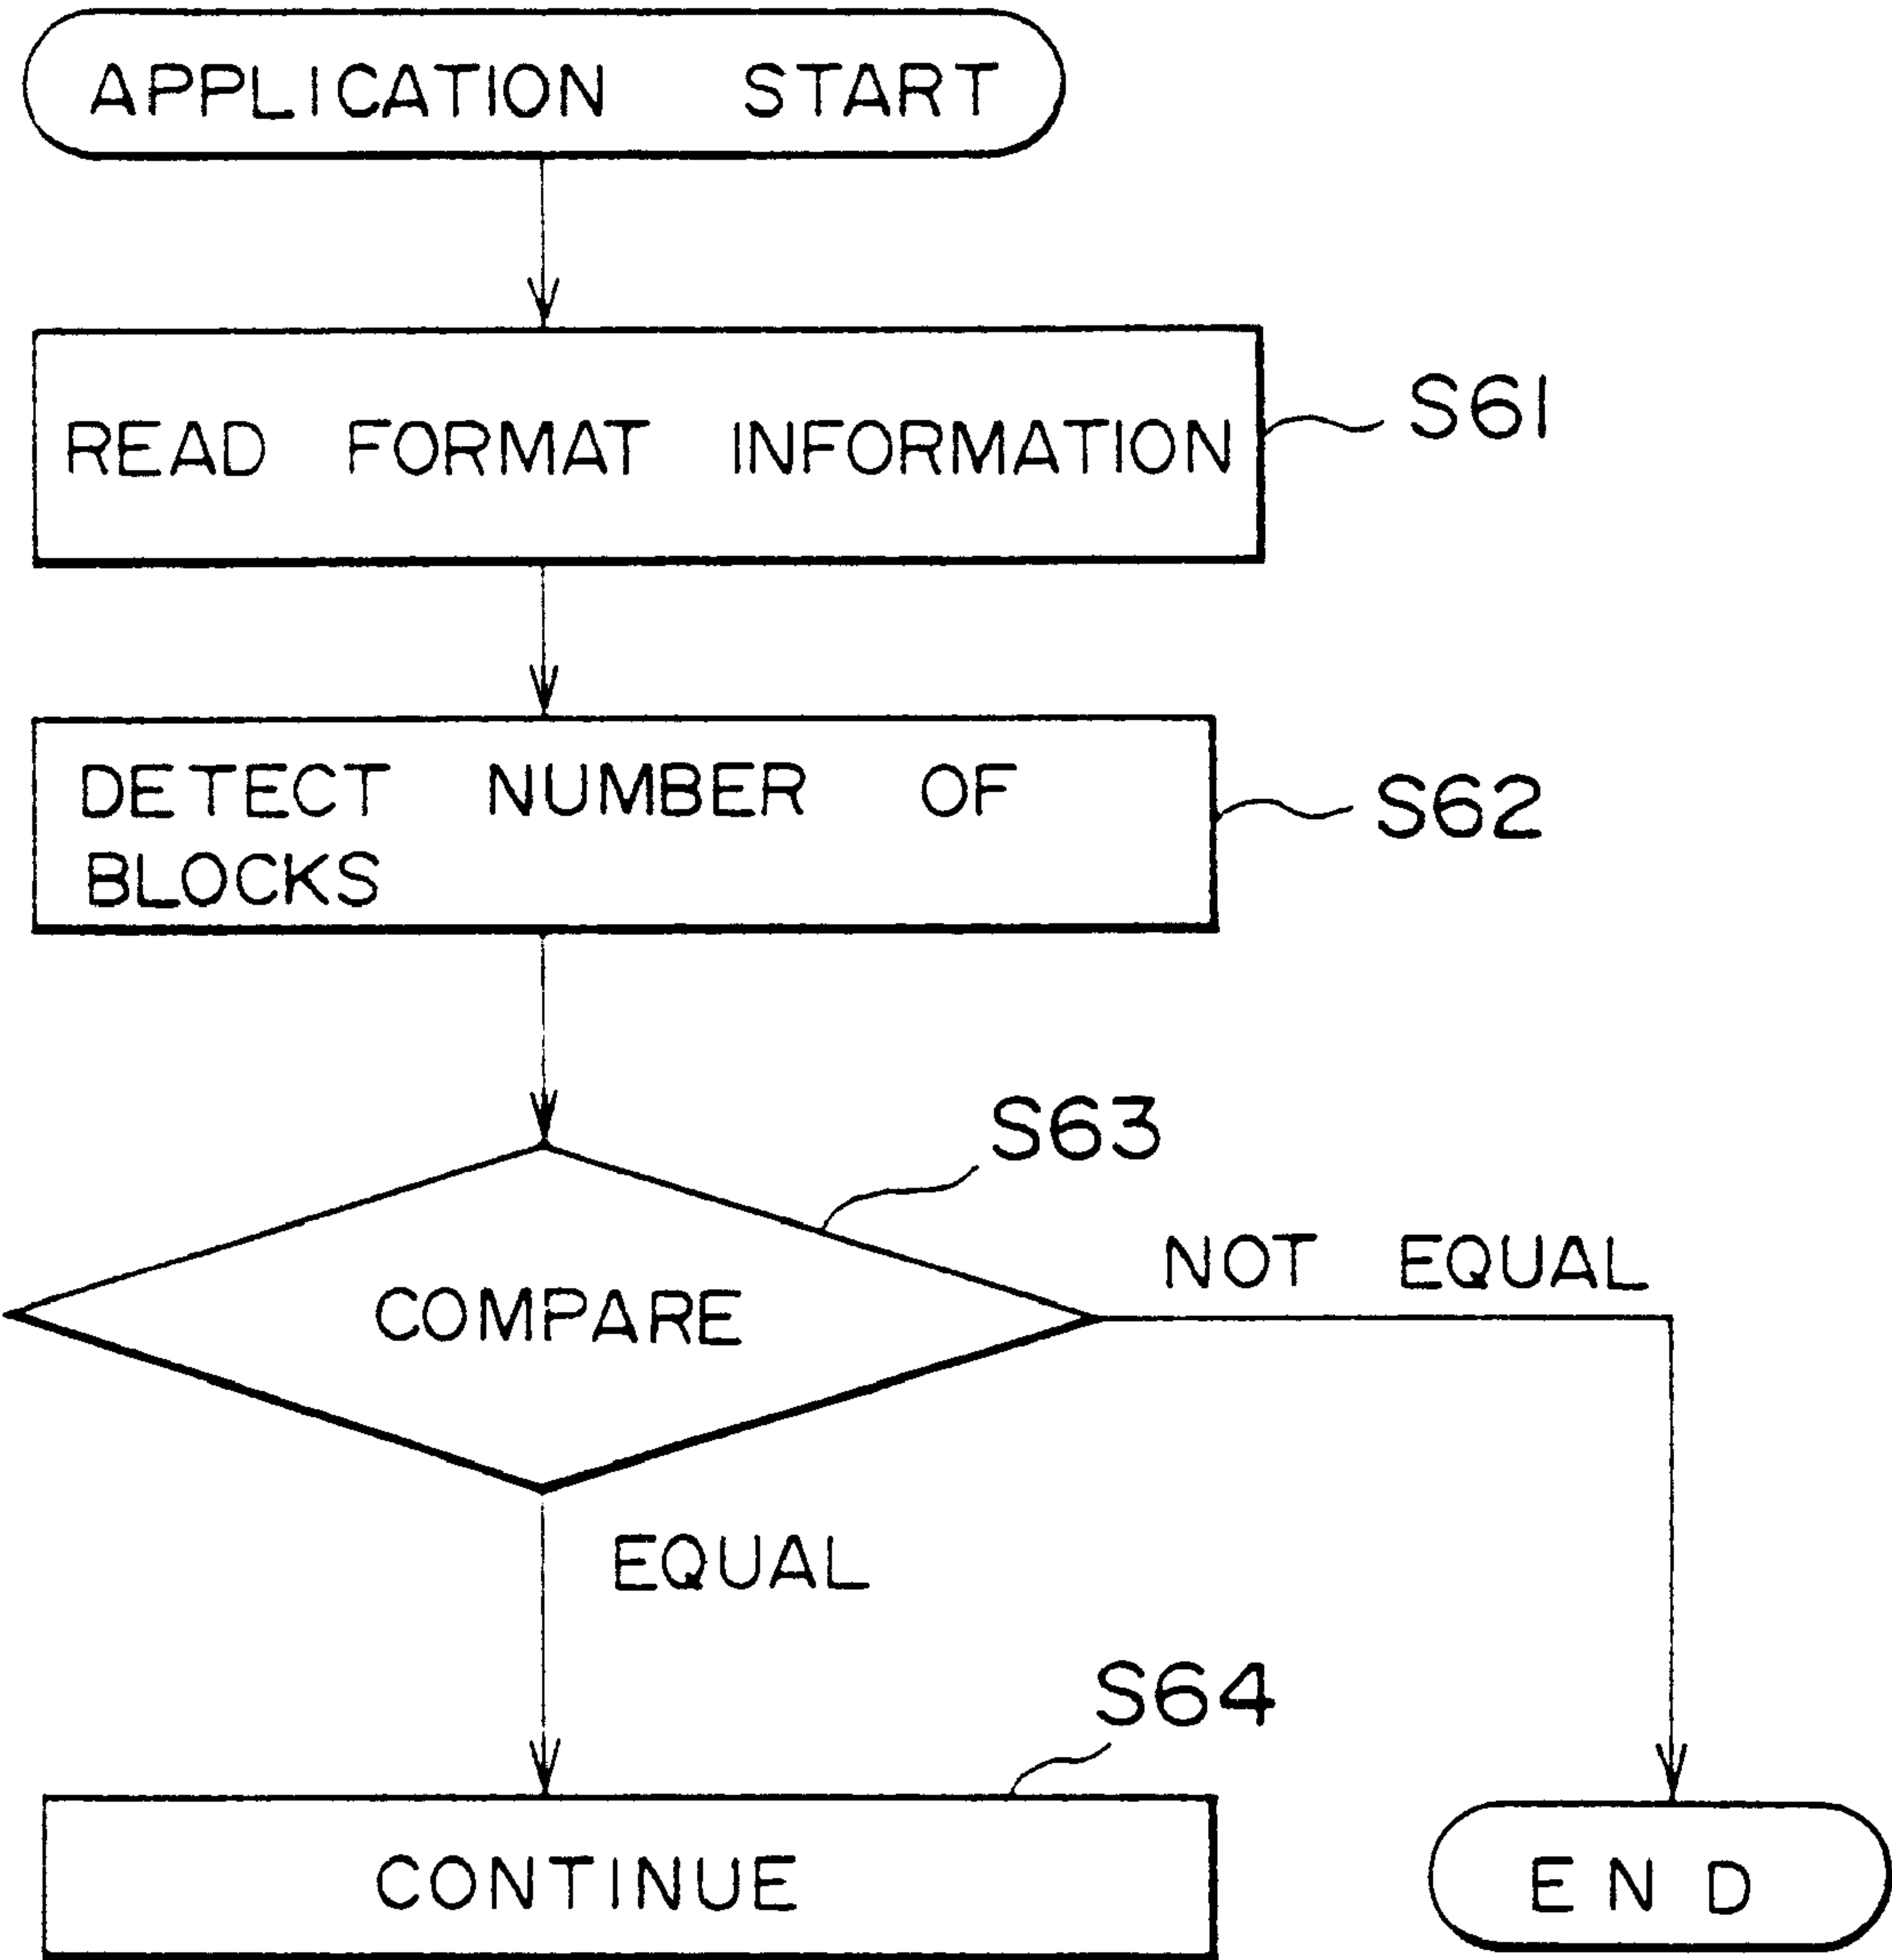 APPLICATION START
READ FORMAT INFORMATION
S61
DETECT NUMBER OF
BLOCKS
S62
S63
COMPARE
NOT EQUAL
EQUAL
S64
CONTINUE
END